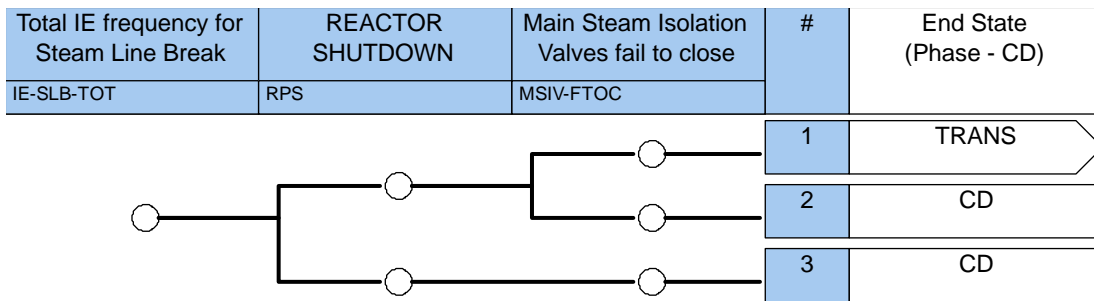 Total IE frequency for
Steam Line Break
REACTOR
SHUTDOWN
Main Steam Isolation
Valves fail to close
#
End State
(Phase - CD)
IE-SLB-TOT
RPS
MSIV-FTOC
1
TRANS
2
CD
3
CD